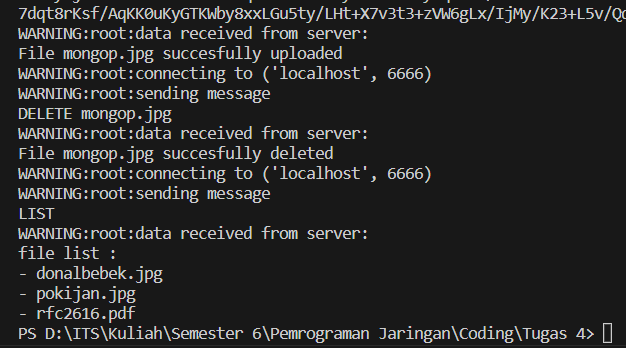 7dqt8rKsf/AqKK0uKyGTKWby8xxLGu5ty/LHt+X7v3t3+zVW6gLx/IjMy/K23+L5v/Qd
WARNING:root:data received from server:
File mongop.jpg succesfully uploaded
WARNING:root:connecting to ('localhost', 6666)
WARNING:root:sending message
DELETE mongop.jpg
WARNING:root:data received from server:
File mongop.jpg succesfully deleted
WARNING:root:connecting to ('localhost', 6666)
WARNING:root:sending message
LIST
WARNING:root:data received from server:
file list :
- donalbebek.jpg
- pokijan.jpg
- rfc2616.pdf
PS D:\ITS\Kuliah\Semester 6\Pemrograman Jaringan\Coding\Tugas 4>